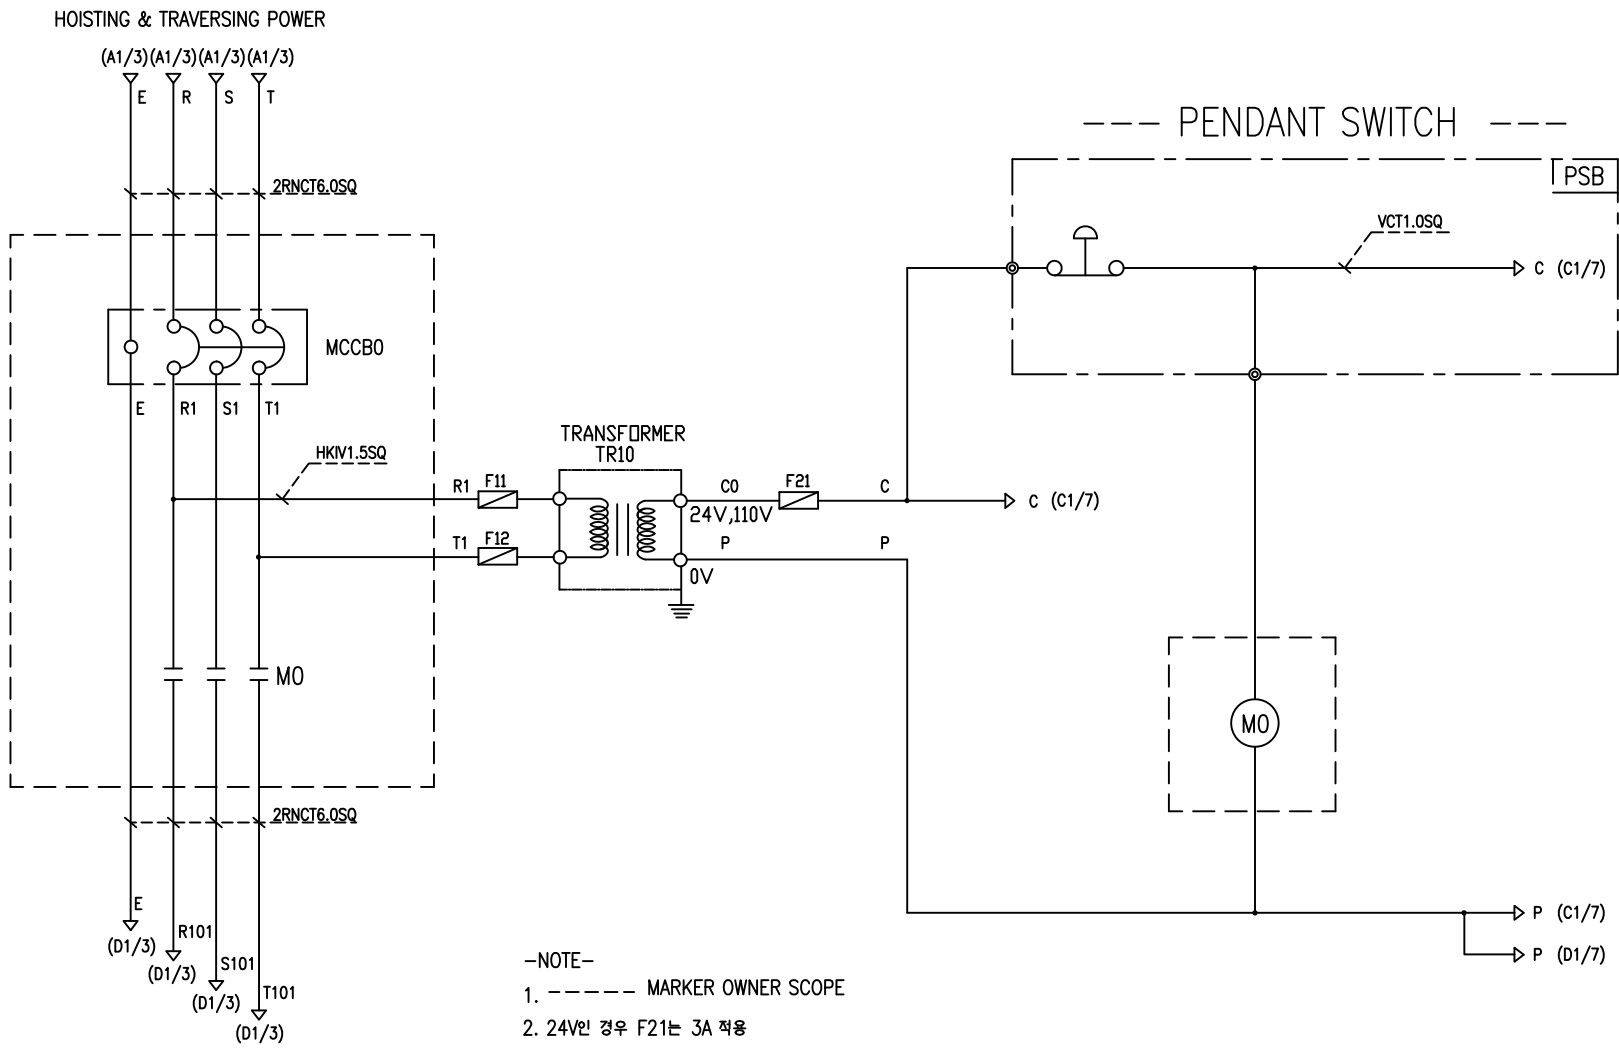 HOISTING & TRAVERSING POWER
(A1/3) (A1/3) (A1/3) (A1/3)
E R S T
2RNCT6.0SQ
MCCB0
E R1 S1 T1
HKIV1.5SQ
R1 F11
T1 F12
TRANSFORMER
TR10
C0 F21 C
24V,110V
P P
0V
C (C1/7)
M0
2RNCT6.0SQ
E
(D1/3)
R101
(D1/3)
S101
(D1/3)
T101
(D1/3)
PENDANT SWITCH
PSB
VCT1.0SQ
C (C1/7)
M0
P (C1/7)
P (D1/7)
-NOTE-
1. ------ MARKER OWNER SCOPE
2. 24V인 경우 F21는 3A 적용